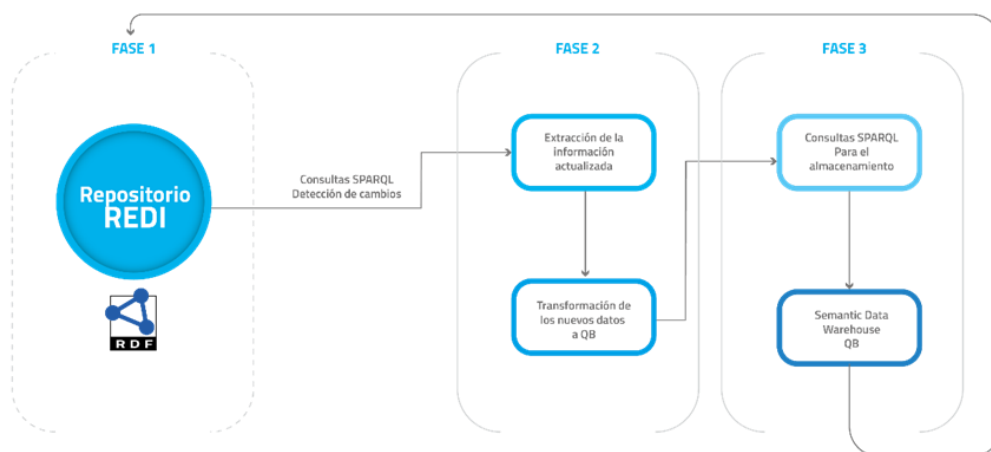 FASE 1
Repositorio
REDI
RDF
Consultas SPARQL
Detección de cambios
FASE 2
Extracción de la
información
actualizada
Transformación de
los nuevos datos
a QB
FASE 3
Consultas SPARQL
Para el
almacenamiento
Semantic Data
Warehouse
QB